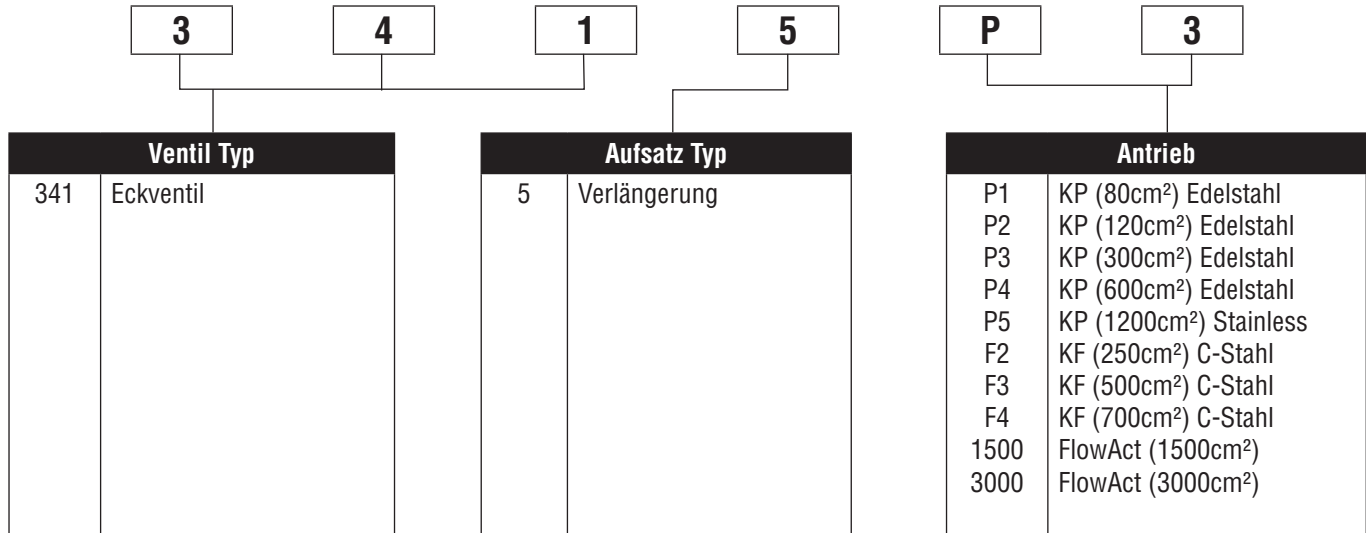 3 4 1 5 P 3
Ventil Typ
341 Eckventil
Aufsatz Typ
5 Verlängerung
Antrieb
P1 KP (80cm²) Edelstahl
P2 KP (120cm²) Edelstahl
P3 KP (300cm²) Edelstahl
P4 KP (600cm²) Edelstahl
P5 KP (1200cm²) Stainless
F2 KF (250cm²) C-Stahl
F3 KF (500cm²) C-Stahl
F4 KF (700cm²) C-Stahl
1500 FlowAct (1500cm²)
3000 FlowAct (3000cm²)